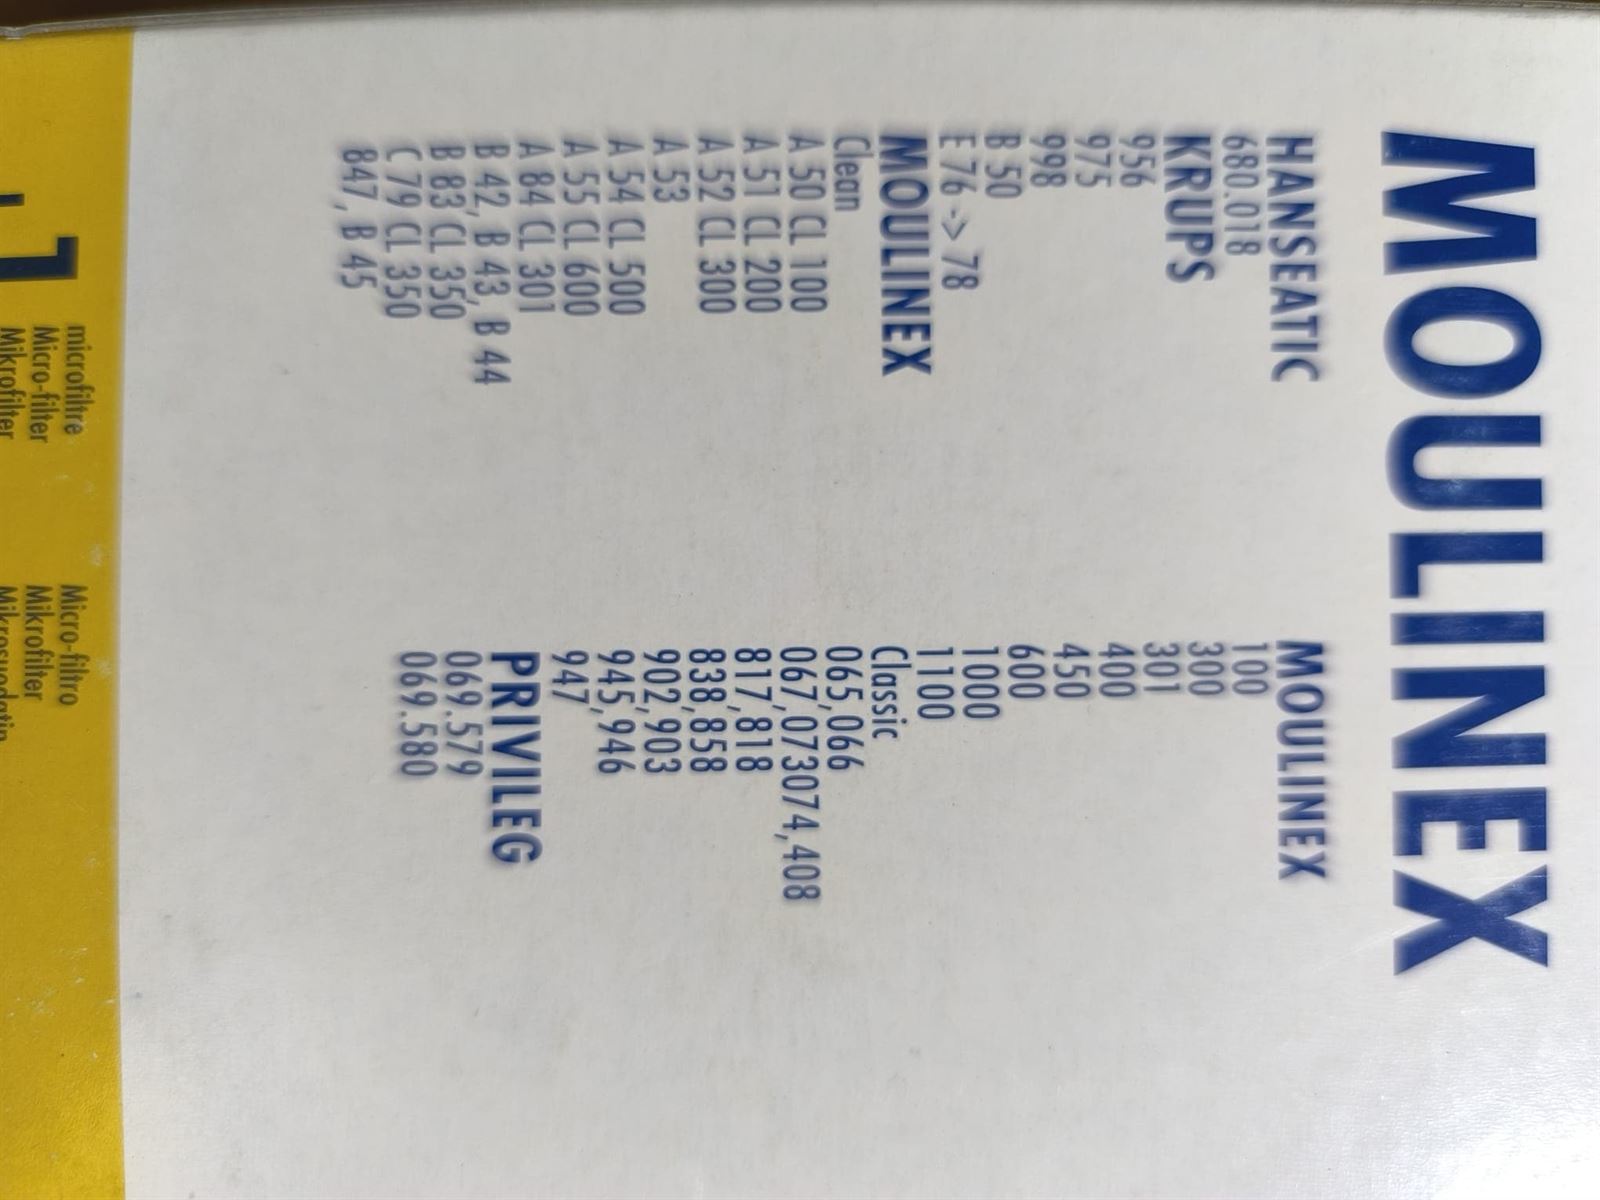 MOULINEX
HANSEATIC
680.018
KRUPS
956
975
998
B 50
E 76 -> 78
MOULINEX
Clean
A 50 CL 100
A 51 CL 200
A 52 CL 300
A 53
A 54 CL 500
A 55 CL 600
A 84 CL 301
B 42, B 43, B 44
B 83 CL 350
C 79 CL 350
847, B 45
MOULINEX
100
300
301
400
450
600
1000
1100
Classic
065,066
067,073074,408
817,818
838,858
902,903
945,946
947
PRIVILEG
069.579
069.580
1
microfiltre
Micro-filter
Mikrofilter
Micro-filtro
Mikrofilter